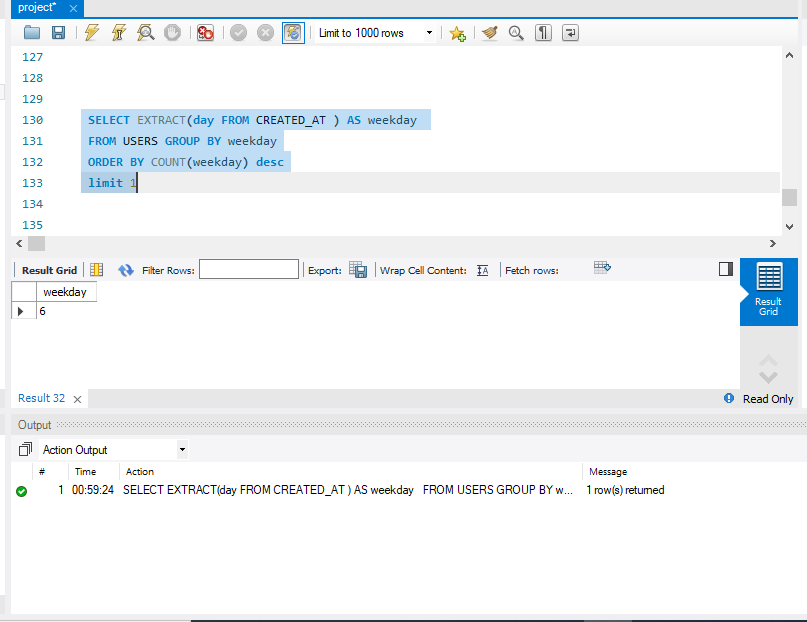 project*
Limit to 1000 rows
127
128
129
130 SELECT EXTRACT(day FROM CREATED_AT ) AS weekday
131 FROM USERS GROUP BY weekday
132 ORDER BY COUNT(weekday) desc
133 limit 1
134
135
Result Grid Filter Rows: Export: Wrap Cell Content: Fetch rows:
weekday
6
Result Grid
Result 32
Read Only
Output
Action Output
# Time Action Message
1 00:59:24 SELECT EXTRACT(day FROM CREATED_AT ) AS weekday FROM USERS GROUP BY w... 1 row(s) returned